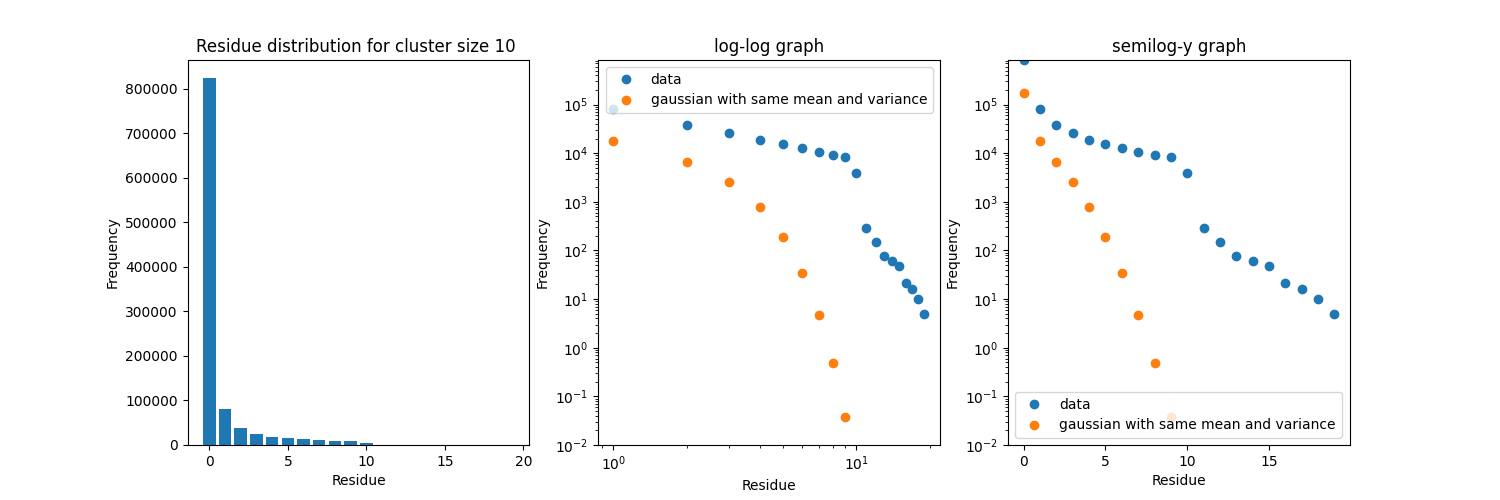 Residue distribution for cluster size 10
Frequency
800000
700000
600000
500000
400000
300000
200000
100000
0
0 5 10 15 20
Residue
log-log graph
data
gaussian with same mean and variance
Frequency
10^5
10^4
10^3
10^2
10^1
10^0
10^-1
10^-2
10^0 10^1
Residue
semilog-y graph
Frequency
10^5
10^4
10^3
10^2
10^1
10^0
10^-1
10^-2
data
gaussian with same mean and variance
0 5 10 15
Residue